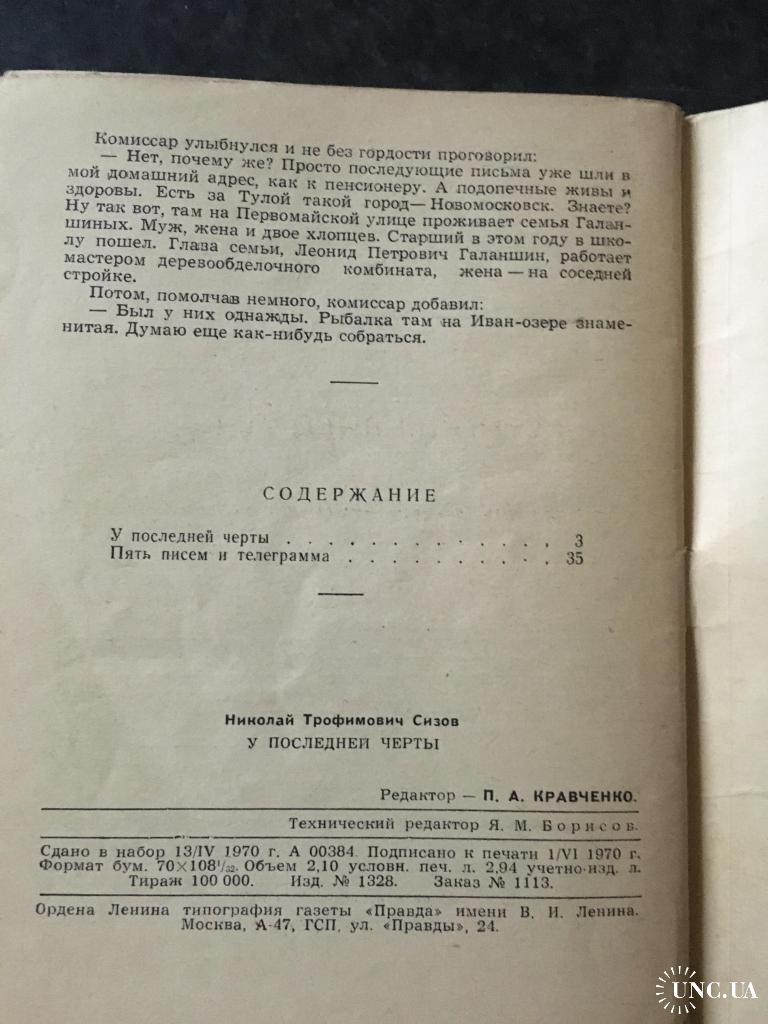 Комиссар улыбнулся и не без гордости проговорил:
— Нет, почему же? Просто последующие письма уже шли в
мой домашний адрес, как к пенсионеру. А подопечные живы и
здоровы. Есть за Тулой такой город— Новомосковск. Знаете?
Ну так вот, там на Первомайской улице проживает семья Галан-
шиных. Муж, жена и двое хлопцев. Старший в этом году в шко-
лу пошел. Глава семьи, Леонид Петрович Галаншин, работает
мастером деревообделочного комбината, жена — на соседней
стройке.
Потом, помолчав немного, комиссар добавил:
— Был у них однажды. Рыбалка там на Иван-озере знаме-
нитая. Думаю еще как-нибудь собраться.
СОДЕРЖАНИЕ
У последней черты . . . . . . . . . . . . . 3
Пять писем и телеграмма . . . . . . . . . . 35
Николай Трофимович Сизов
У ПОСЛЕДНЕЙ ЧЕРТЫ
Редактор — П. А. КРАВЧЕНКО.
Технический редактор Я. М. Борисов.
Сдано в набор 13/IV 1970 г. А 00384. Подписано к печати 1/VI 1970 г.
Формат бум. 70×108¹/₃₂. Объем 2,10 условн. печ. л. 2,94 учетно-изд. л.
Тираж 100 000. Изд. № 1328. Заказ № 1113.
Ордена Ленина типография газеты «Правда» имени В. И. Ленина.
Москва, А-47, ГСП, ул. «Правды», 24.
UNC.UA